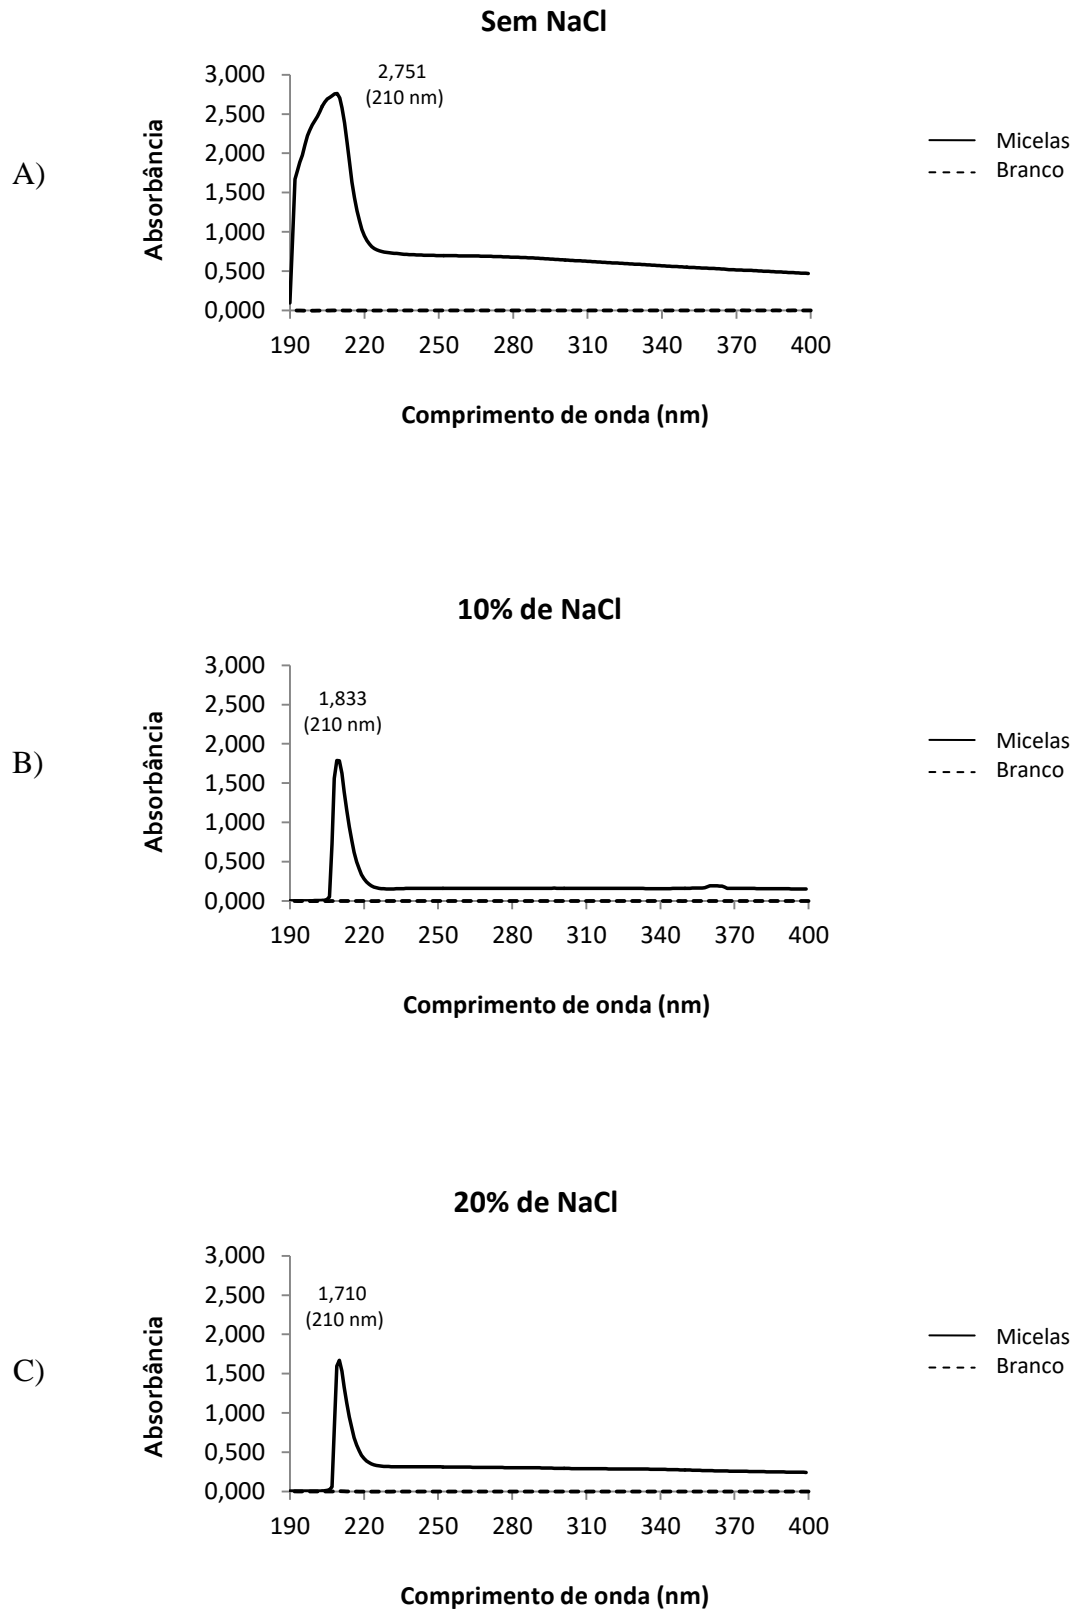 Sem NaCl
2,751
(210 nm)
A)
Absorbância
3,000
2,500
2,000
1,500
1,000
0,500
0,000
190 220 250 280 310 340 370 400
Comprimento de onda (nm)
Micelas
Branco
10% de NaCl
1,833
(210 nm)
B)
Absorbância
3,000
2,500
2,000
1,500
1,000
0,500
0,000
190 220 250 280 310 340 370 400
Comprimento de onda (nm)
Micelas
Branco
20% de NaCl
1,710
(210 nm)
C)
Absorbância
3,000
2,500
2,000
1,500
1,000
0,500
0,000
190 220 250 280 310 340 370 400
Comprimento de onda (nm)
Micelas
Branco